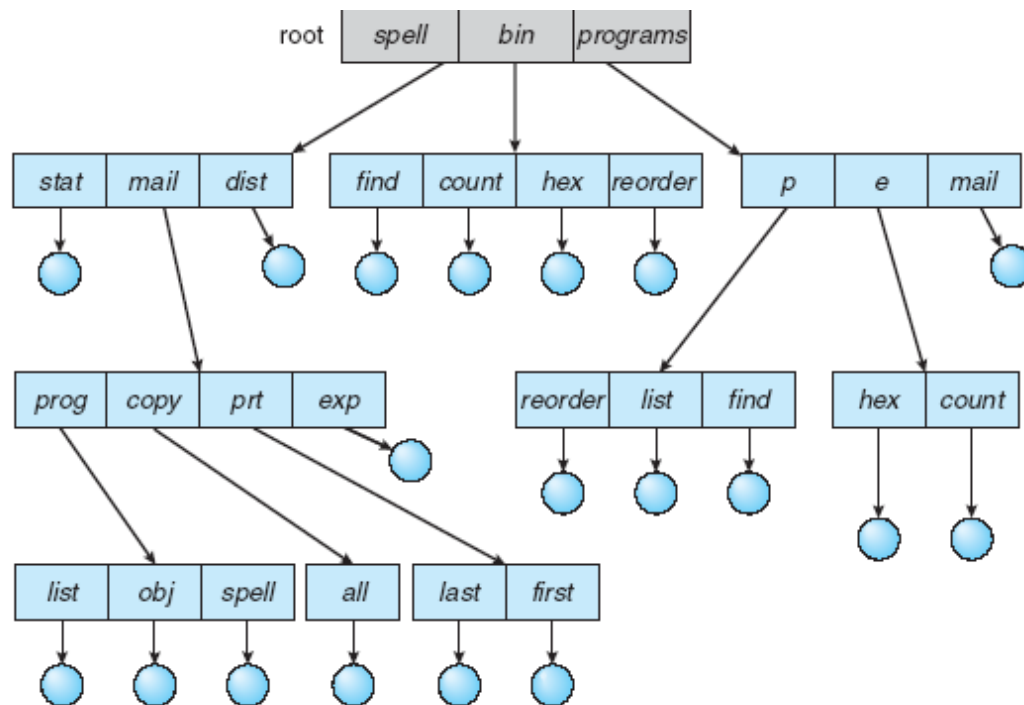 root spell bin programs
stat mail dist find count hex reorder p e mail
prog copy prt exp reorder list find hex count
list obj spell all last first